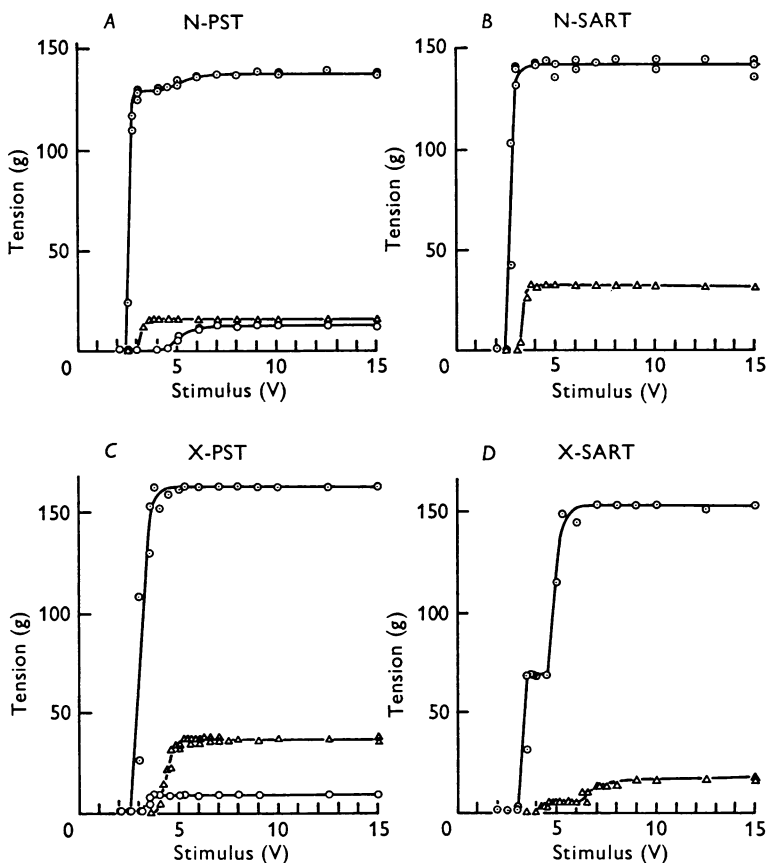 A N-PST
150
100
50
Tension (g)
0 5 10 15
Stimulus (V)
B N-SART
150
100
50
Tension (g)
0 5 10 15
Stimulus (V)
C X-PST
150
100
50
Tension (g)
0 5 10 15
Stimulus (V)
D X-SART
150
100
50
Tension (g)
0 5 10 15
Stimulus (V)